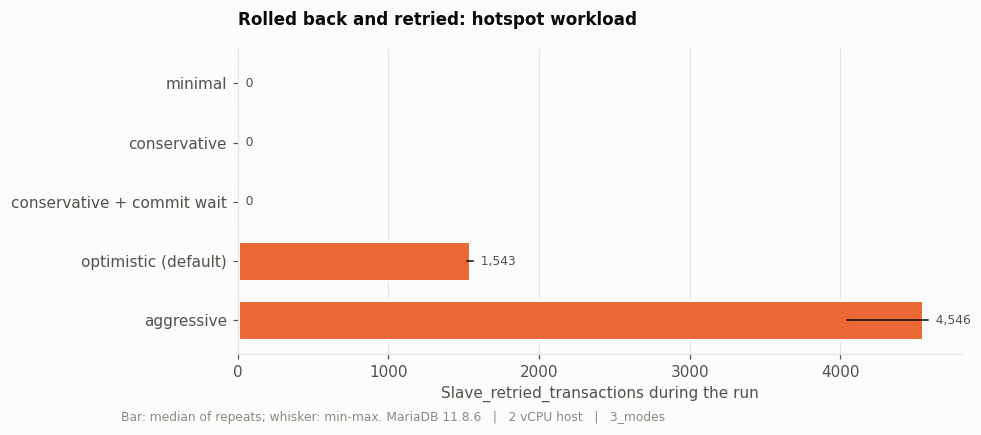 Rolled back and retried: hotspot workload
minimal
0
conservative
0
conservative + commit wait
0
optimistic (default)
1,543
aggressive
4,546
0 1000 2000 3000 4000
Slave_retried_transactions during the run
Bar: median of repeats; whisker: min-max. MariaDB 11.8.6 | 2 vCPU host | 3_modes